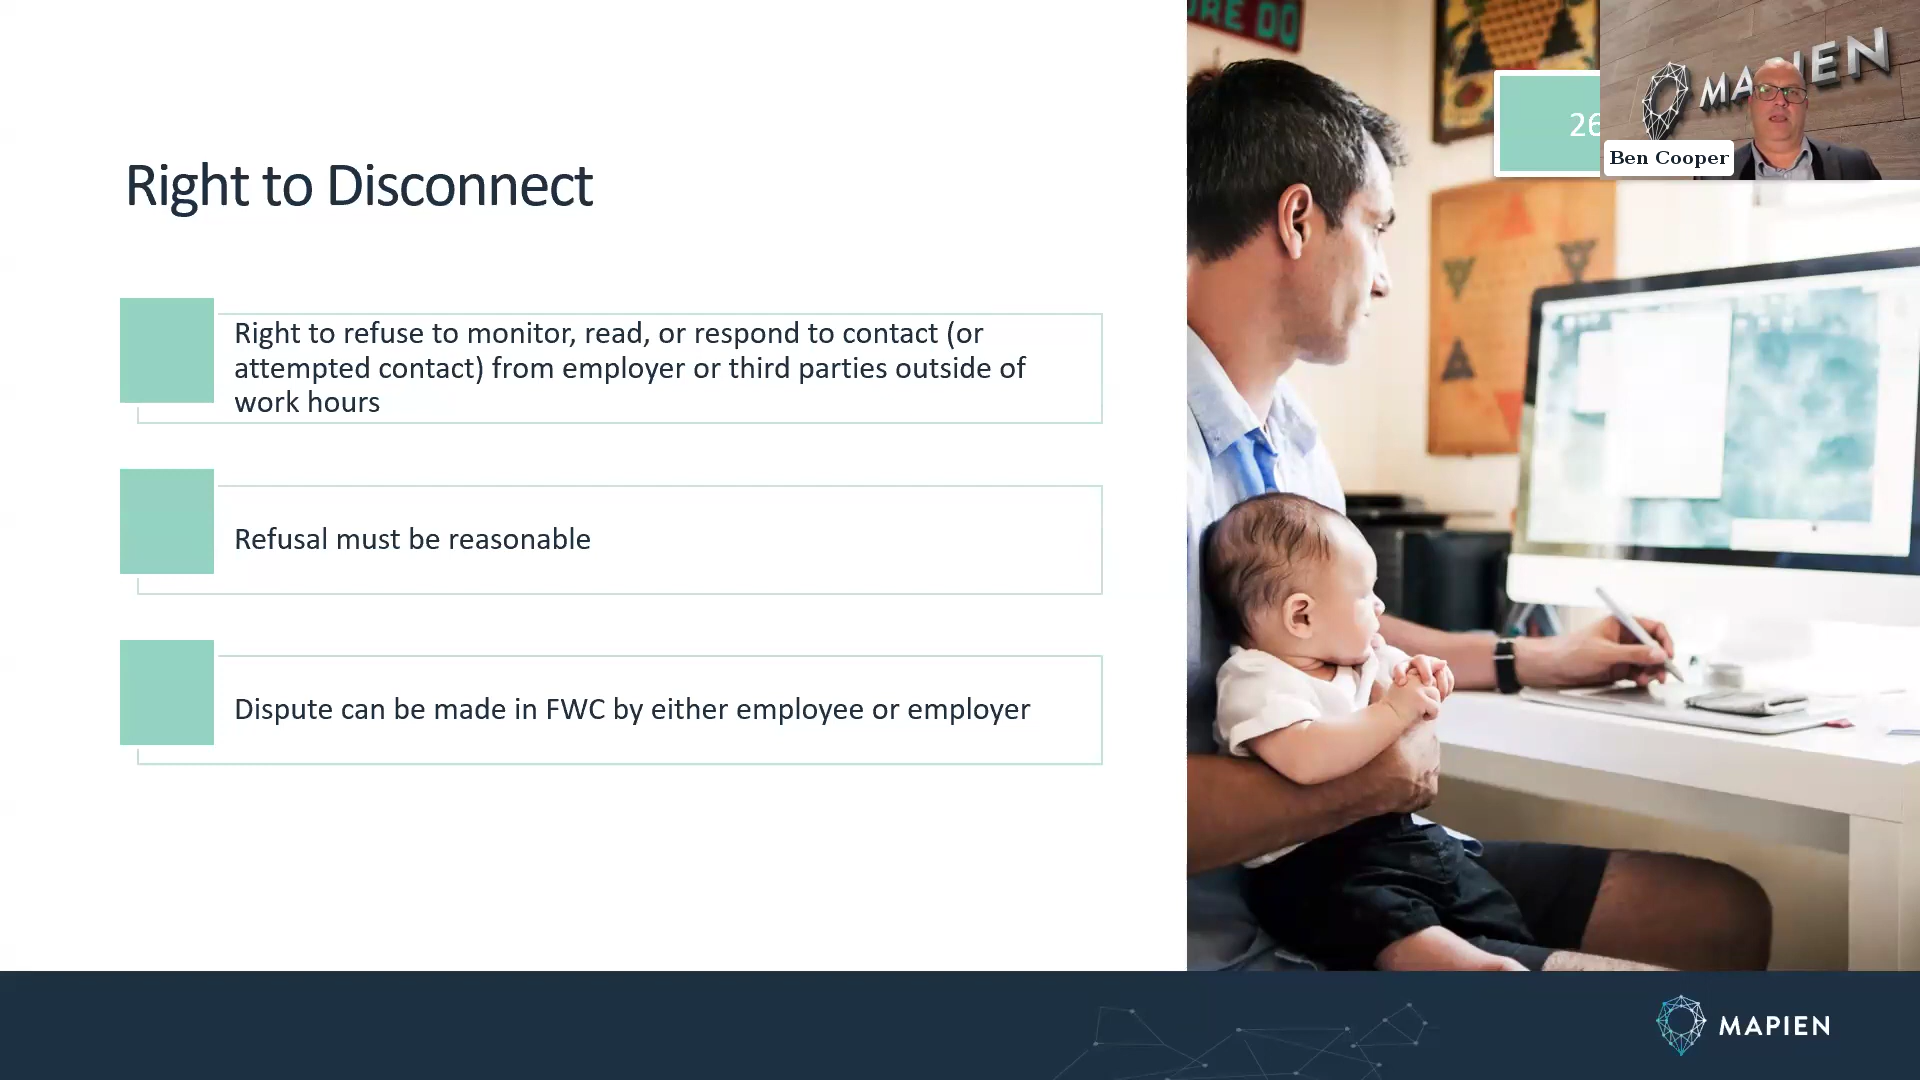 Right to Disconnect
Right to refuse to monitor, read, or respond to contact (or
attempted contact) from employer or third parties outside of
work hours
Refusal must be reasonable
Dispute can be made in FWC by either employee or employer
DO
26
Ben Cooper
MAPIEN